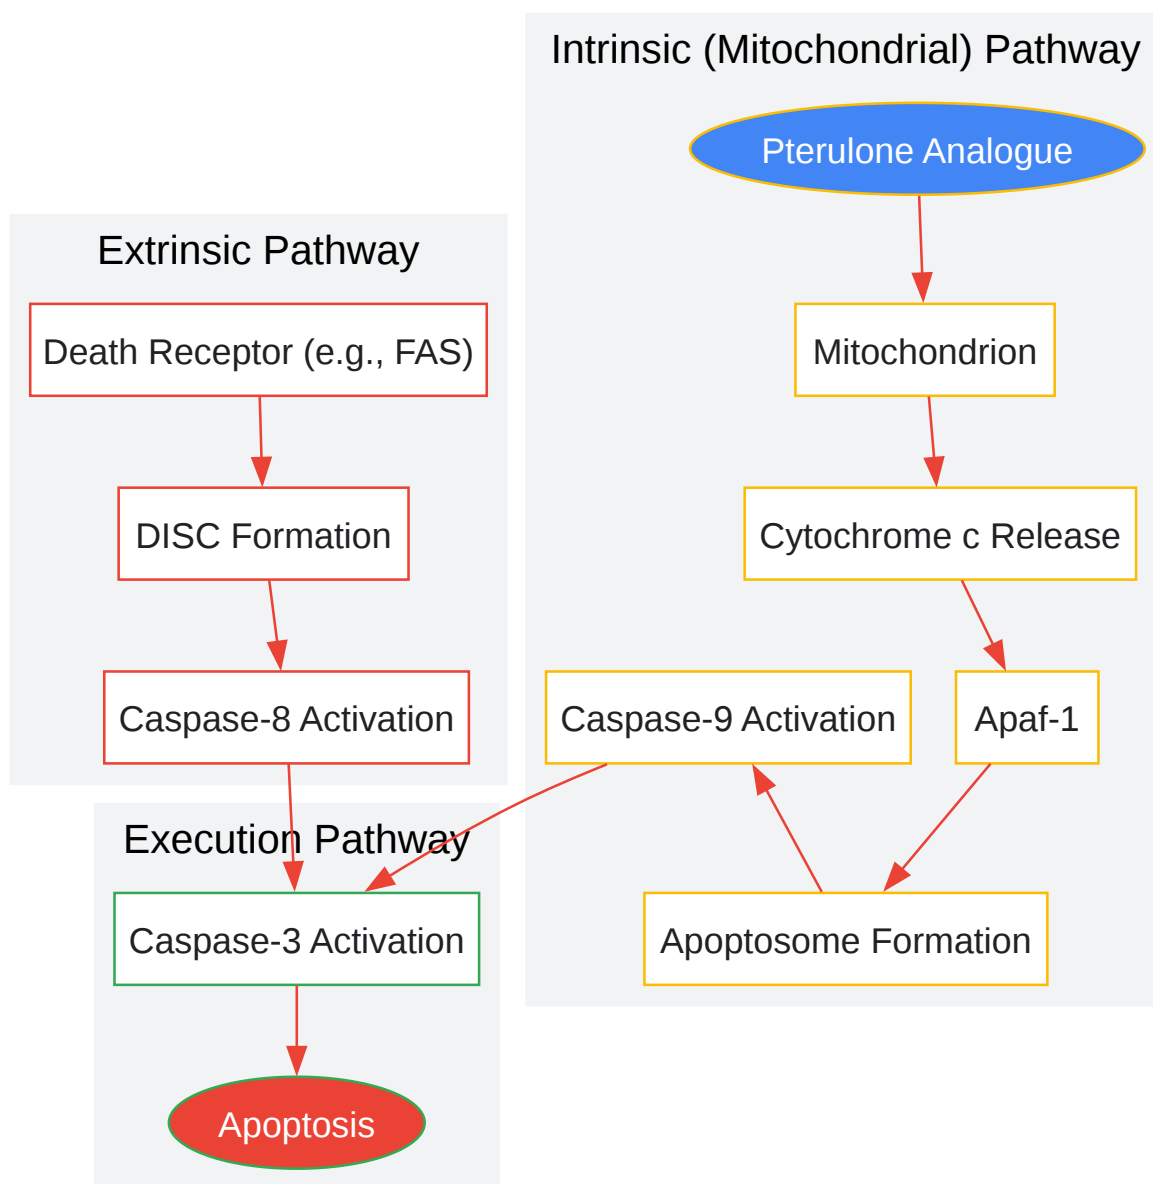 Intrinsic (Mitochondrial) Pathway
Pterulone Analogue
Mitochondrion
Cytochrome c Release
Apaf-1
Apoptosome Formation
Caspase-9 Activation
Extrinsic Pathway
Death Receptor (e.g., FAS)
DISC Formation
Caspase-8 Activation
Execution Pathway
Caspase-3 Activation
Apoptosis